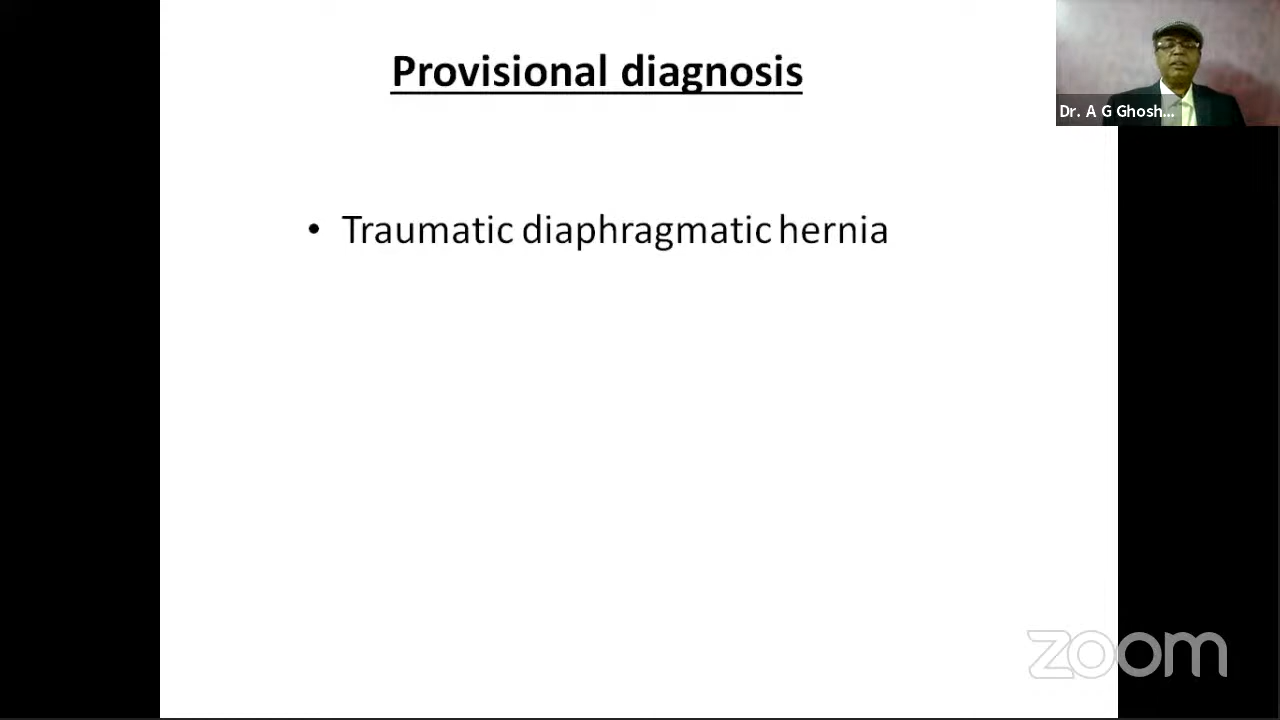 Provisional diagnosis
Dr. A G Ghosh...
• Traumatic diaphragmatic hernia
zoom